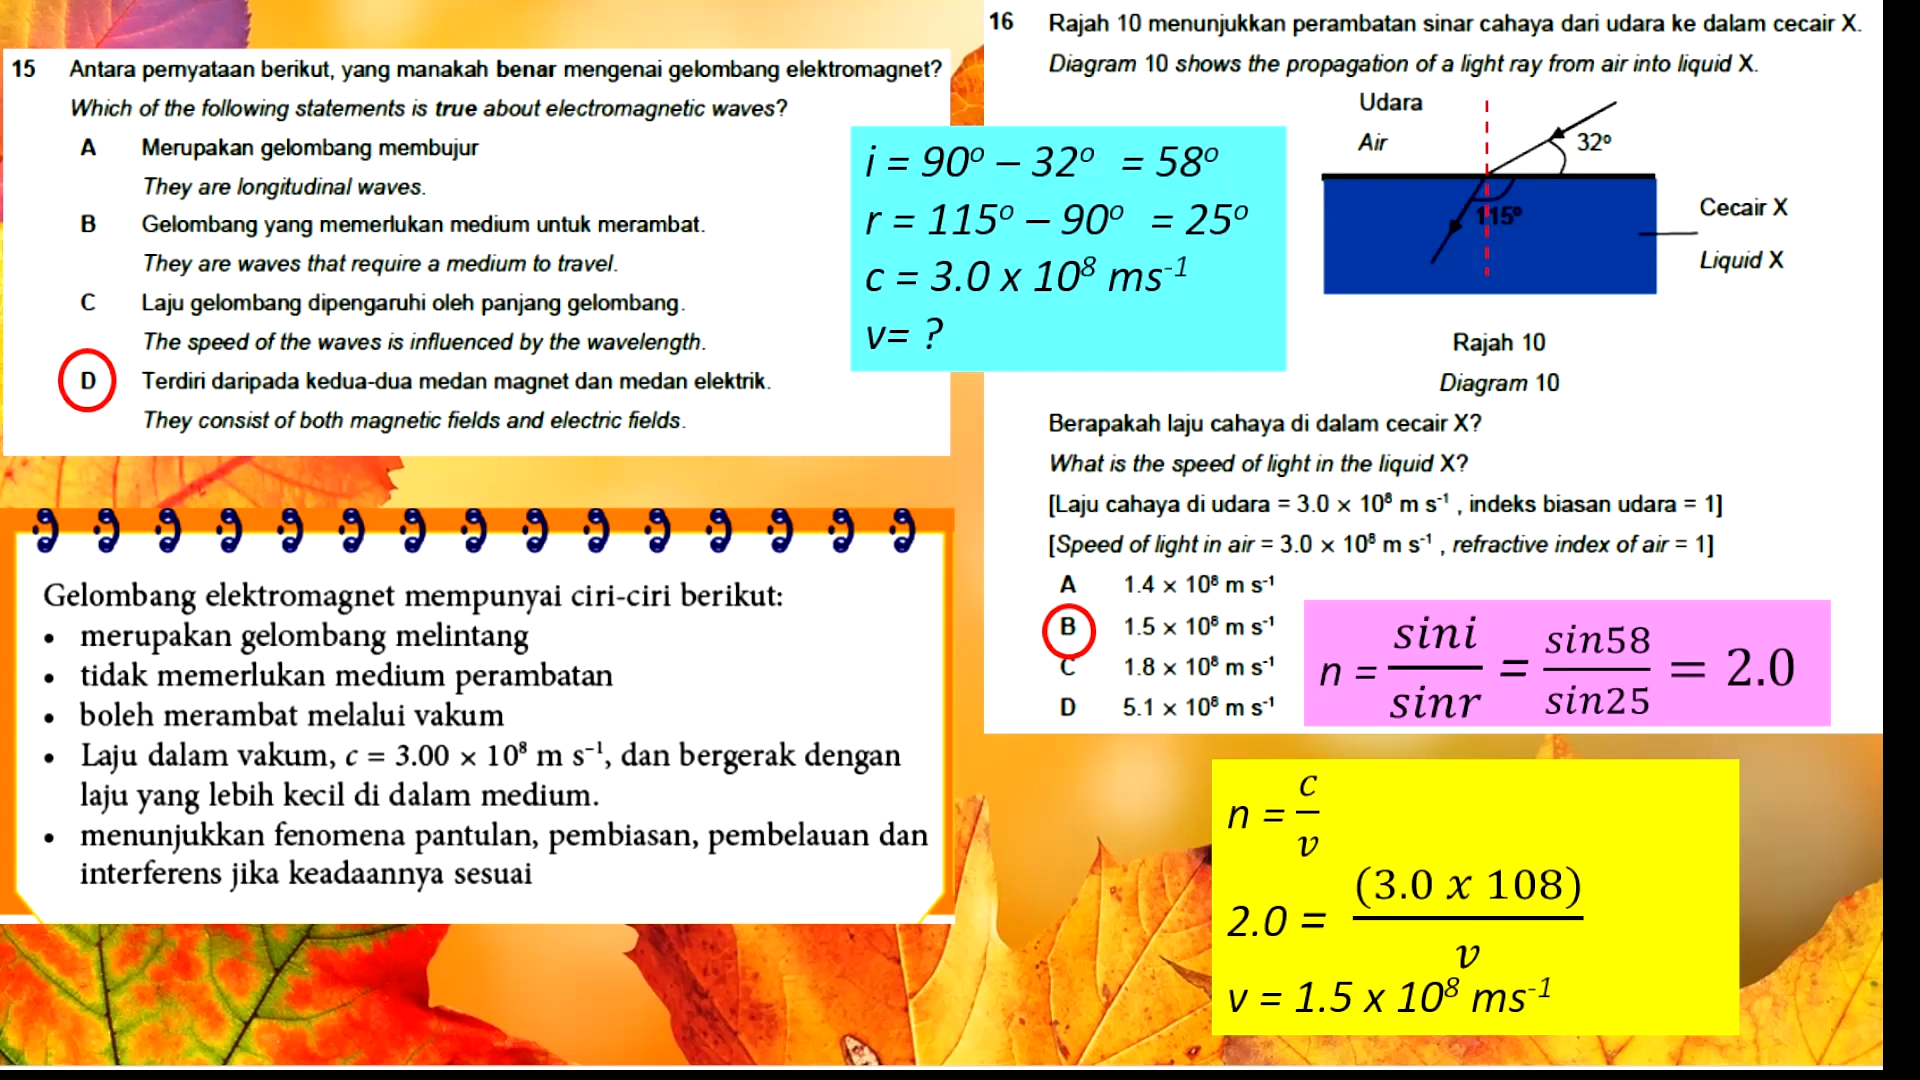 15 Antara pernyataan berikut, yang manakah benar mengenai gelombang elektromagnet?
Which of the following statements is true about electromagnetic waves?
A Merupakan gelombang membujur
They are longitudinal waves.
B Gelombang yang memerlukan medium untuk merambat.
They are waves that require a medium to travel.
C Laju gelombang dipengaruhi oleh panjang gelombang.
The speed of the waves is influenced by the wavelength.
D Terdiri daripada kedua-dua medan magnet dan medan elektrik.
They consist of both magnetic fields and electric fields.
Gelombang elektromagnet mempunyai ciri-ciri berikut:
• merupakan gelombang melintang
• tidak memerlukan medium perambatan
• boleh merambat melalui vakum
• Laju dalam vakum, c = 3.00 × 10⁸ m s⁻¹, dan bergerak dengan
laju yang lebih kecil di dalam medium.
• menunjukkan fenomena pantulan, pembiasan, pembelauan dan
interferens jika keadaannya sesuai
16 Rajah 10 menunjukkan perambatan sinar cahaya dari udara ke dalam cecair X.
Diagram 10 shows the propagation of a light ray from air into liquid X.
Udara
Air
32º
115º
Cecair X
Liquid X
Rajah 10
Diagram 10
i = 90º – 32º = 58º
r = 115º – 90º = 25º
c = 3.0 x 10⁸ ms⁻¹
v= ?
Berapakah laju cahaya di dalam cecair X?
What is the speed of light in the liquid X?
[Laju cahaya di udara = 3.0 × 10⁸ m s⁻¹ , indeks biasan udara = 1]
[Speed of light in air = 3.0 × 10⁸ m s⁻¹ , refractive index of air = 1]
A 1.4 × 10⁸ m s⁻¹
B 1.5 × 10⁸ m s⁻¹
C 1.8 × 10⁸ m s⁻¹
D 5.1 × 10⁸ m s⁻¹
n = sini/sinr = sin58/sin25 = 2.0
n = c/v
2.0 = (3.0 x 108)/v
v = 1.5 x 10⁸ ms⁻¹